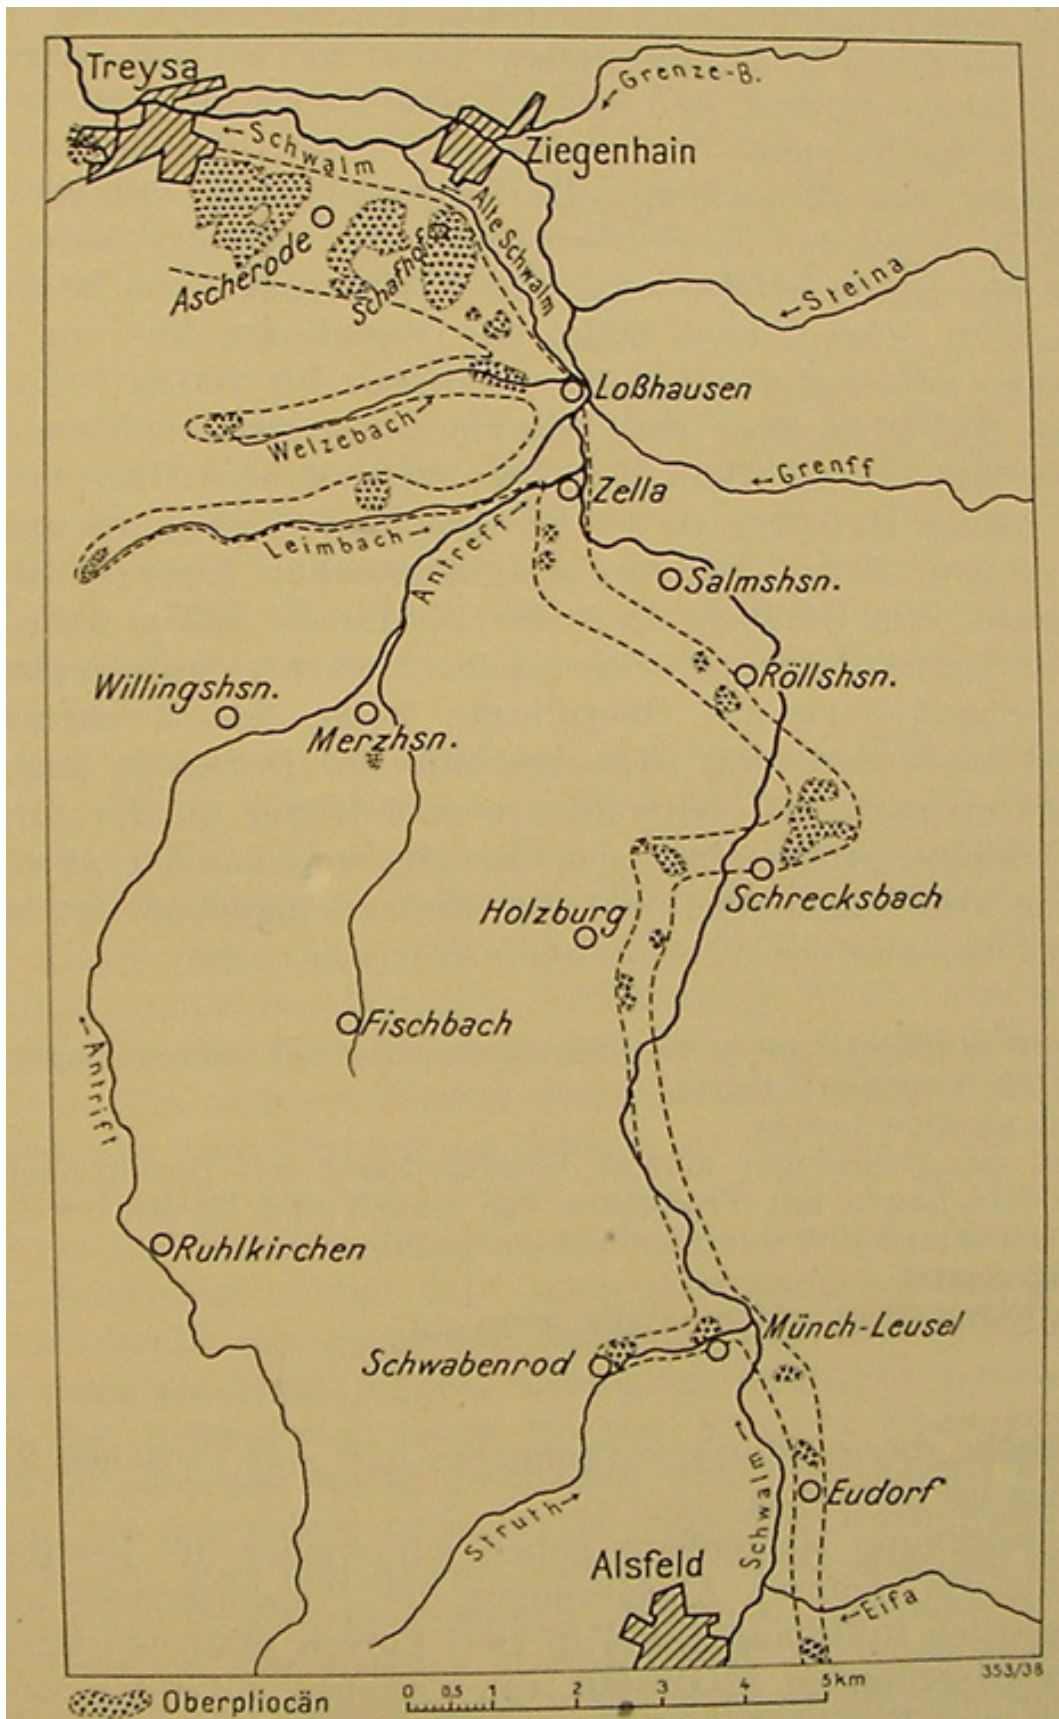 Treysa
← Grenze-B.
← Schwalm
Ziegenhain
← Alte Schwalm
Ascherode
Schafhof
← Steina
Loßhausen
Welzebach →
← Grenff
Zella
Leimbach →
Antreff →
Salmshsn.
Willingshsn.
Röllshsn.
Merzhsn.
Holzburg
Schrecksbach
Fischbach
← Antrift
Ruhlkirchen
Münch-Leusel
Schwabenrod
Schwalm →
Eudorf
Struth →
Alsfeld
← Eifa
353/38
Oberpliocän
0 0,5 1 2 3 4 5 km